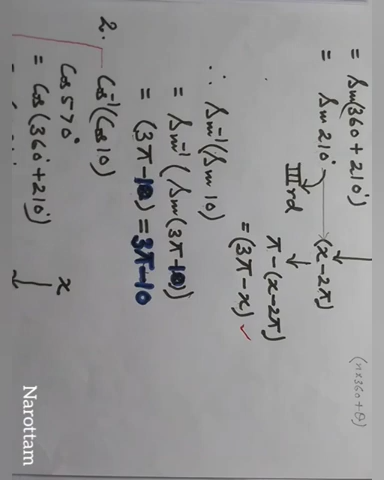 = Sin(360 + 210°)
= Sin 210°
IIIrd
(x-2π)
(n×360+θ)
π-(x-2π)
= (3π-x) ✓
∴ Sin⁻¹(Sin 10)
= Sin⁻¹(Sin(3π-10))
= (3π-10) = 3π-10
2. Cos⁻¹(Cos 10)
Cos 570° x
= Cos(360°+210°)
Narottam